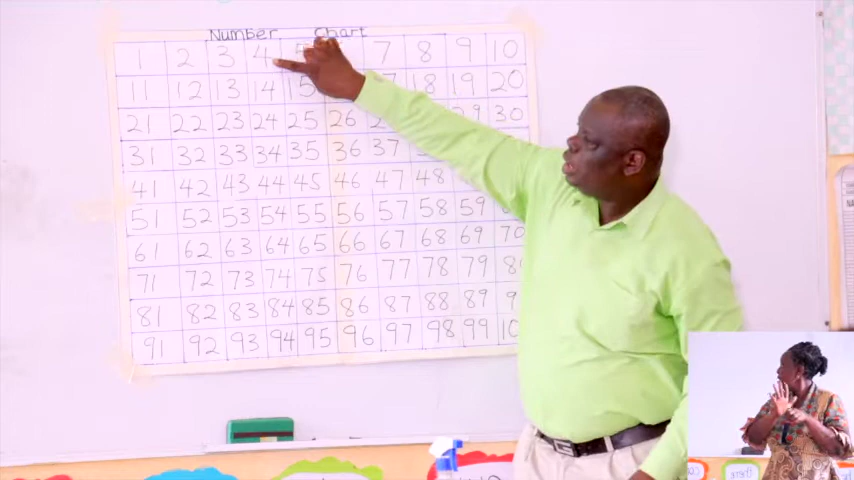 Number Chart
1 2 3 4 5 7 8 9 10
11 12 13 14 15 18 19 20
21 22 23 24 25 26 30
31 32 33 34 35 36 37
41 42 43 44 45 46 47 48
51 52 53 54 55 56 57 58 59
61 62 63 64 65 66 67 68 69 70
71 72 73 74 75 76 77 78 79
81 82 83 84 85 86 87 88 89
91 92 93 94 95 96 97 98 99